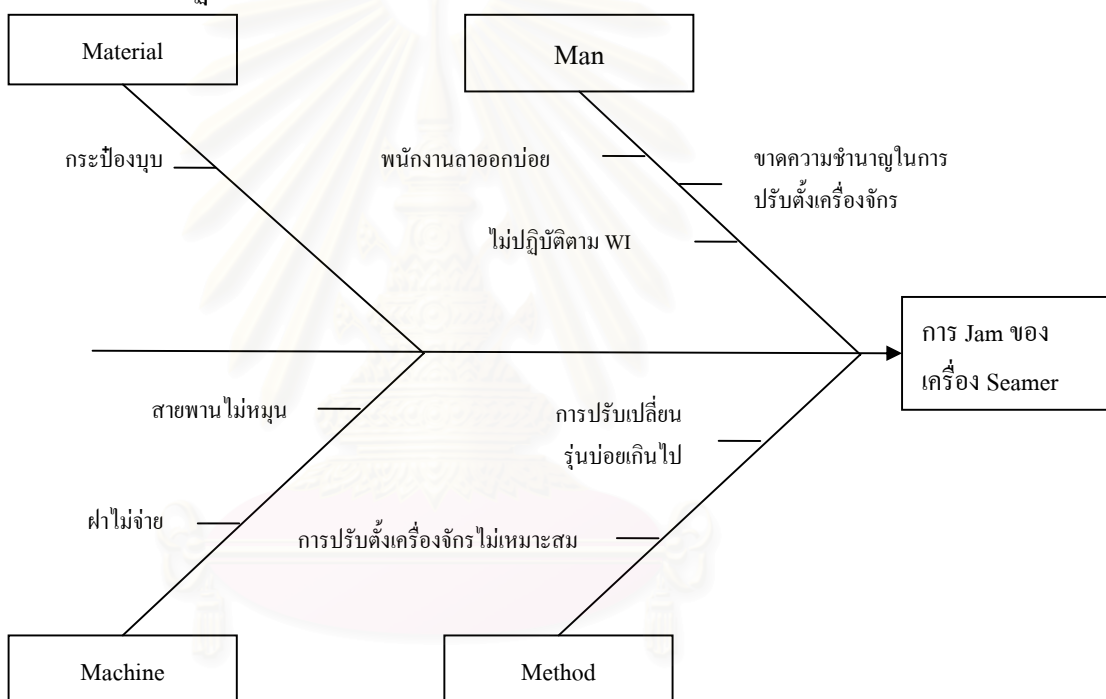 Material
Man
กระป๋องบุบ
พนักงานลาออกบ่อย
ขาดความชำนาญในการ
ปรับตั้งเครื่องจักร
ไม่ปฏิบัติตาม WI
การ Jam ของ
เครื่อง Seamer
สายพานไม่หมุน
การปรับเปลี่ยน
รุ่นบ่อยเกินไป
ฝาไม่จ่าย
การปรับตั้งเครื่องจักรไม่เหมาะสม
Machine
Method